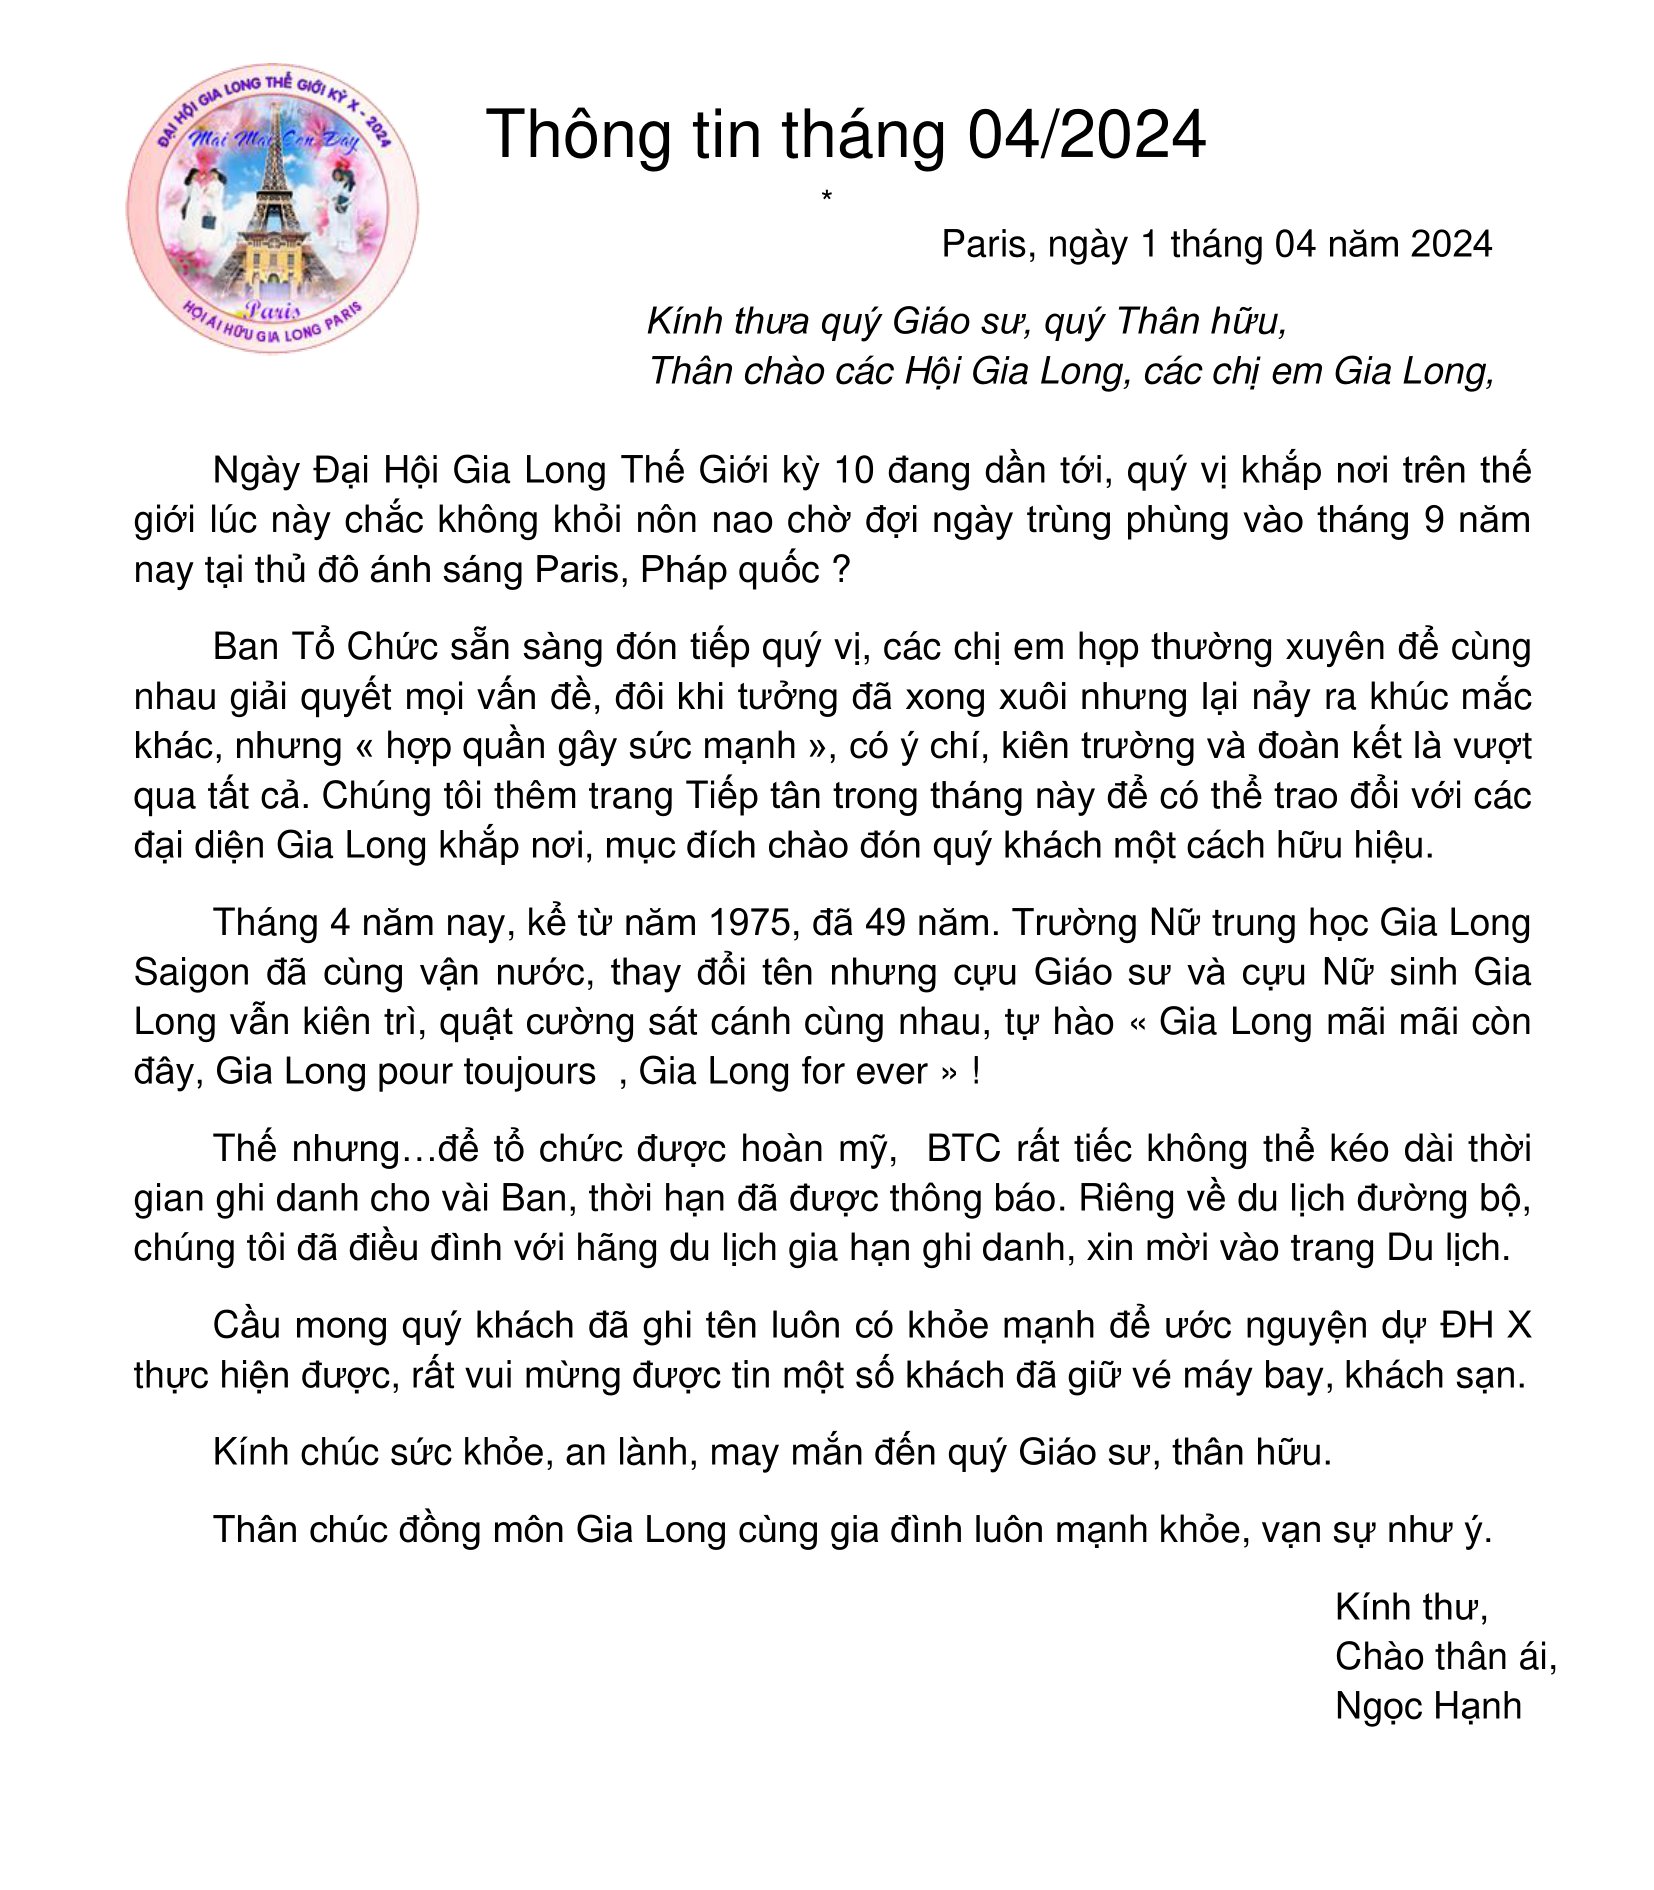 ĐẠI HỘI GIA LONG THẾ GIỚI KỲ X - 2024
Mãi Mãi Còn Đây
Paris
HỘI ÁI HỮU GIA LONG PARIS
Thông tin tháng 04/2024
*
Paris, ngày 1 tháng 04 năm 2024
Kính thưa quý Giáo sư, quý Thân hữu,
Thân chào các Hội Gia Long, các chị em Gia Long,
Ngày Đại Hội Gia Long Thế Giới kỳ 10 đang dần tới, quý vị khắp nơi trên thế
giới lúc này chắc không khỏi nôn nao chờ đợi ngày trùng phùng vào tháng 9 năm
nay tại thủ đô ánh sáng Paris, Pháp quốc ?
Ban Tổ Chức sẵn sàng đón tiếp quý vị, các chị em họp thường xuyên để cùng
nhau giải quyết mọi vấn đề, đôi khi tưởng đã xong xuôi nhưng lại nảy ra khúc mắc
khác, nhưng « hợp quần gây sức mạnh », có ý chí, kiên trường và đoàn kết là vượt
qua tất cả. Chúng tôi thêm trang Tiếp tân trong tháng này để có thể trao đổi với các
đại diện Gia Long khắp nơi, mục đích chào đón quý khách một cách hữu hiệu.
Tháng 4 năm nay, kể từ năm 1975, đã 49 năm. Trường Nữ trung học Gia Long
Saigon đã cùng vận nước, thay đổi tên nhưng cựu Giáo sư và cựu Nữ sinh Gia
Long vẫn kiên trì, quật cường sát cánh cùng nhau, tự hào « Gia Long mãi mãi còn
đây, Gia Long pour toujours  , Gia Long for ever » !
Thế nhưng…để tổ chức được hoàn mỹ,  BTC rất tiếc không thể kéo dài thời
gian ghi danh cho vài Ban, thời hạn đã được thông báo. Riêng về du lịch đường bộ,
chúng tôi đã điều đình với hãng du lịch gia hạn ghi danh, xin mời vào trang Du lịch.
Cầu mong quý khách đã ghi tên luôn có khỏe mạnh để ước nguyện dự ĐH X
thực hiện được, rất vui mừng được tin một số khách đã giữ vé máy bay, khách sạn.
Kính chúc sức khỏe, an lành, may mắn đến quý Giáo sư, thân hữu.
Thân chúc đồng môn Gia Long cùng gia đình luôn mạnh khỏe, vạn sự như ý.
Kính thư,
Chào thân ái,
Ngọc Hạnh